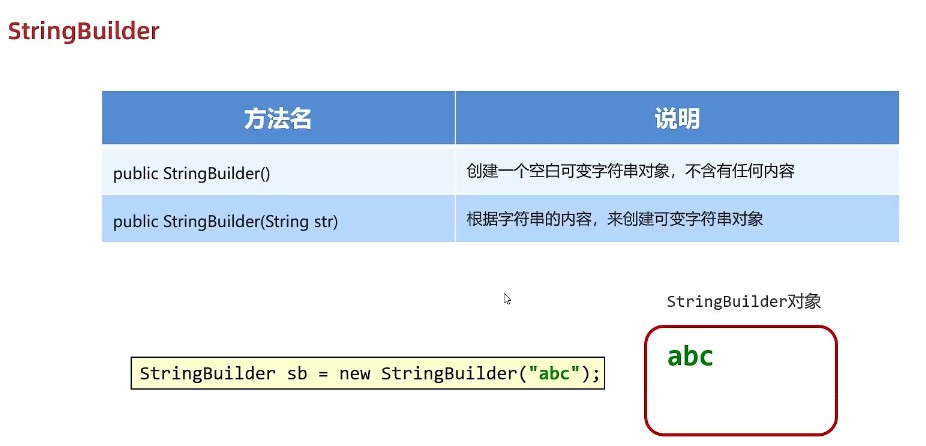 StringBuilder
方法名 说明
public StringBuilder() 创建一个空白可变字符串对象，不含有任何内容
public StringBuilder(String str) 根据字符串的内容，来创建可变字符串对象
StringBuilder对象
abc
StringBuilder sb = new StringBuilder("abc");